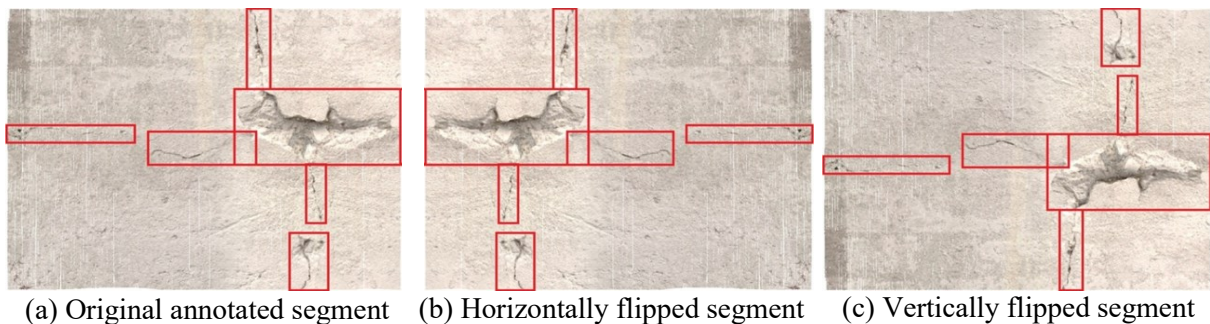 (a) Original annotated segment
(b) Horizontally flipped segment
(c) Vertically flipped segment